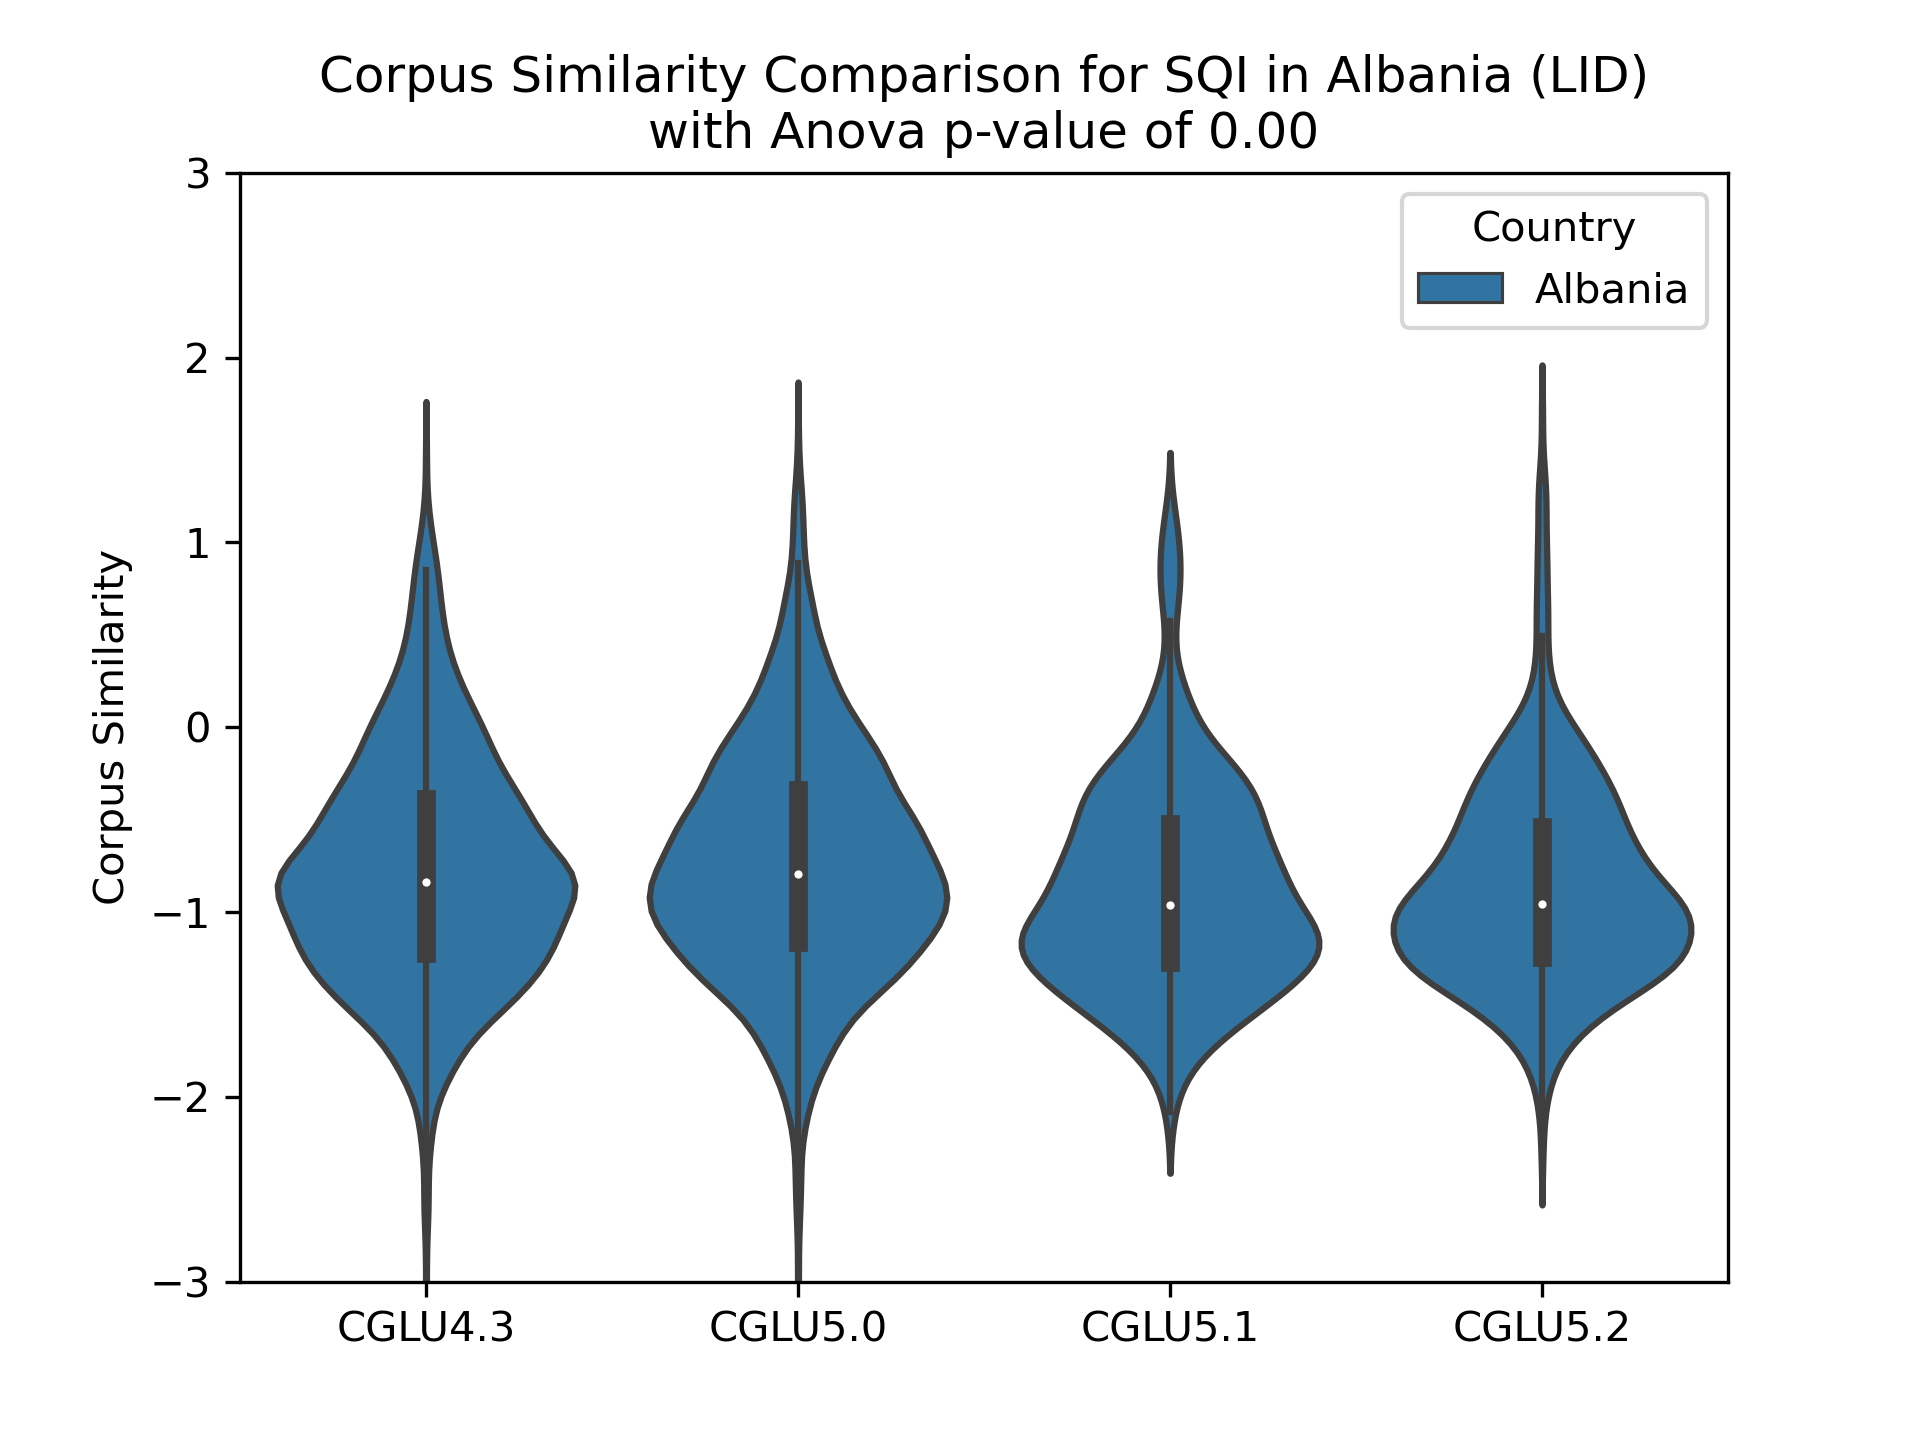 Corpus Similarity Comparison for SQI in Albania (LID)
with Anova p-value of 0.00
Country
Albania
Corpus Similarity
3
2
1
0
−1
−2
−3
CGLU4.3
CGLU5.0
CGLU5.1
CGLU5.2